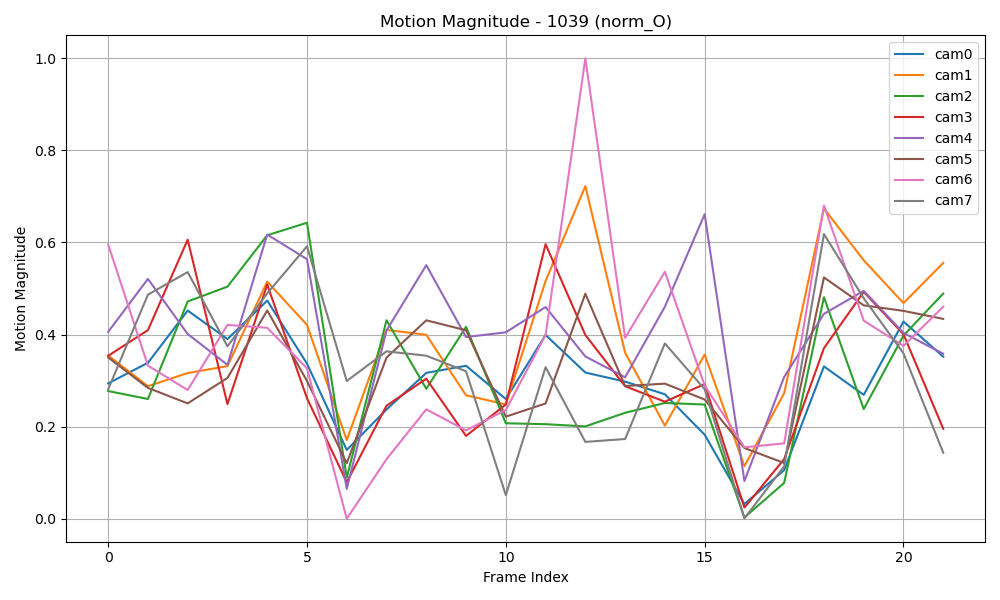 Motion Magnitude - 1039 (norm_O)
1.0
0.8
0.6
0.4
0.2
0.0
Motion Magnitude
0 5 10 15 20
Frame Index
cam0
cam1
cam2
cam3
cam4
cam5
cam6
cam7